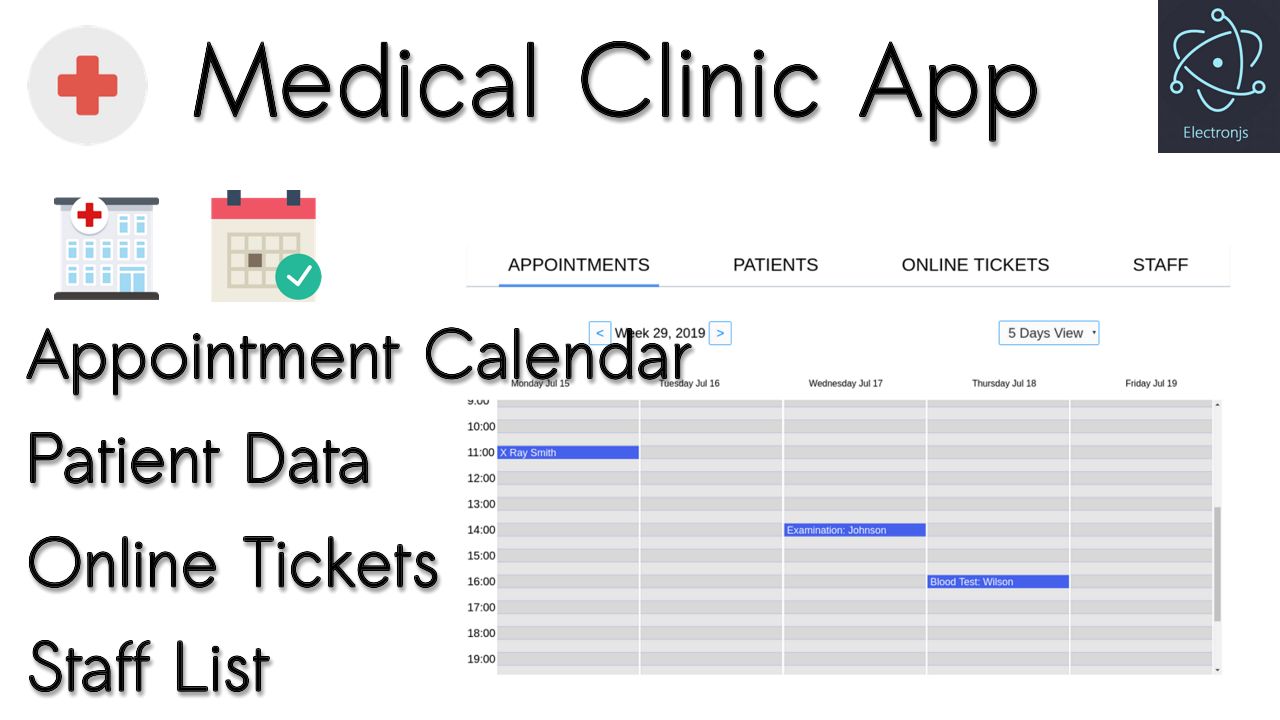 Medical Clinic App
Electronjs
APPOINTMENTS PATIENTS ONLINE TICKETS STAFF
< Week 29, 2019 > 5 Days View
Appointment Calendar
Monday Jul 15 Tuesday Jul 16 Wednesday Jul 17 Thursday Jul 18 Friday Jul 19
9:00
10:00
11:00 X Ray Smith
Patient Data
12:00
13:00
14:00 Examination: Johnson
15:00
Online Tickets
16:00 Blood Test: Wilson
17:00
18:00
19:00
Staff List